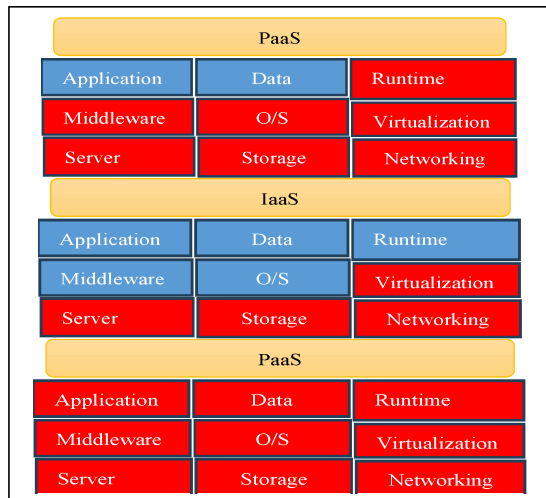 PaaS
Application Data Runtime
Middleware O/S Virtualization
Server Storage Networking
IaaS
Application Data Runtime
Middleware O/S Virtualization
Server Storage Networking
PaaS
Application Data Runtime
Middleware O/S Virtualization
Server Storage Networking